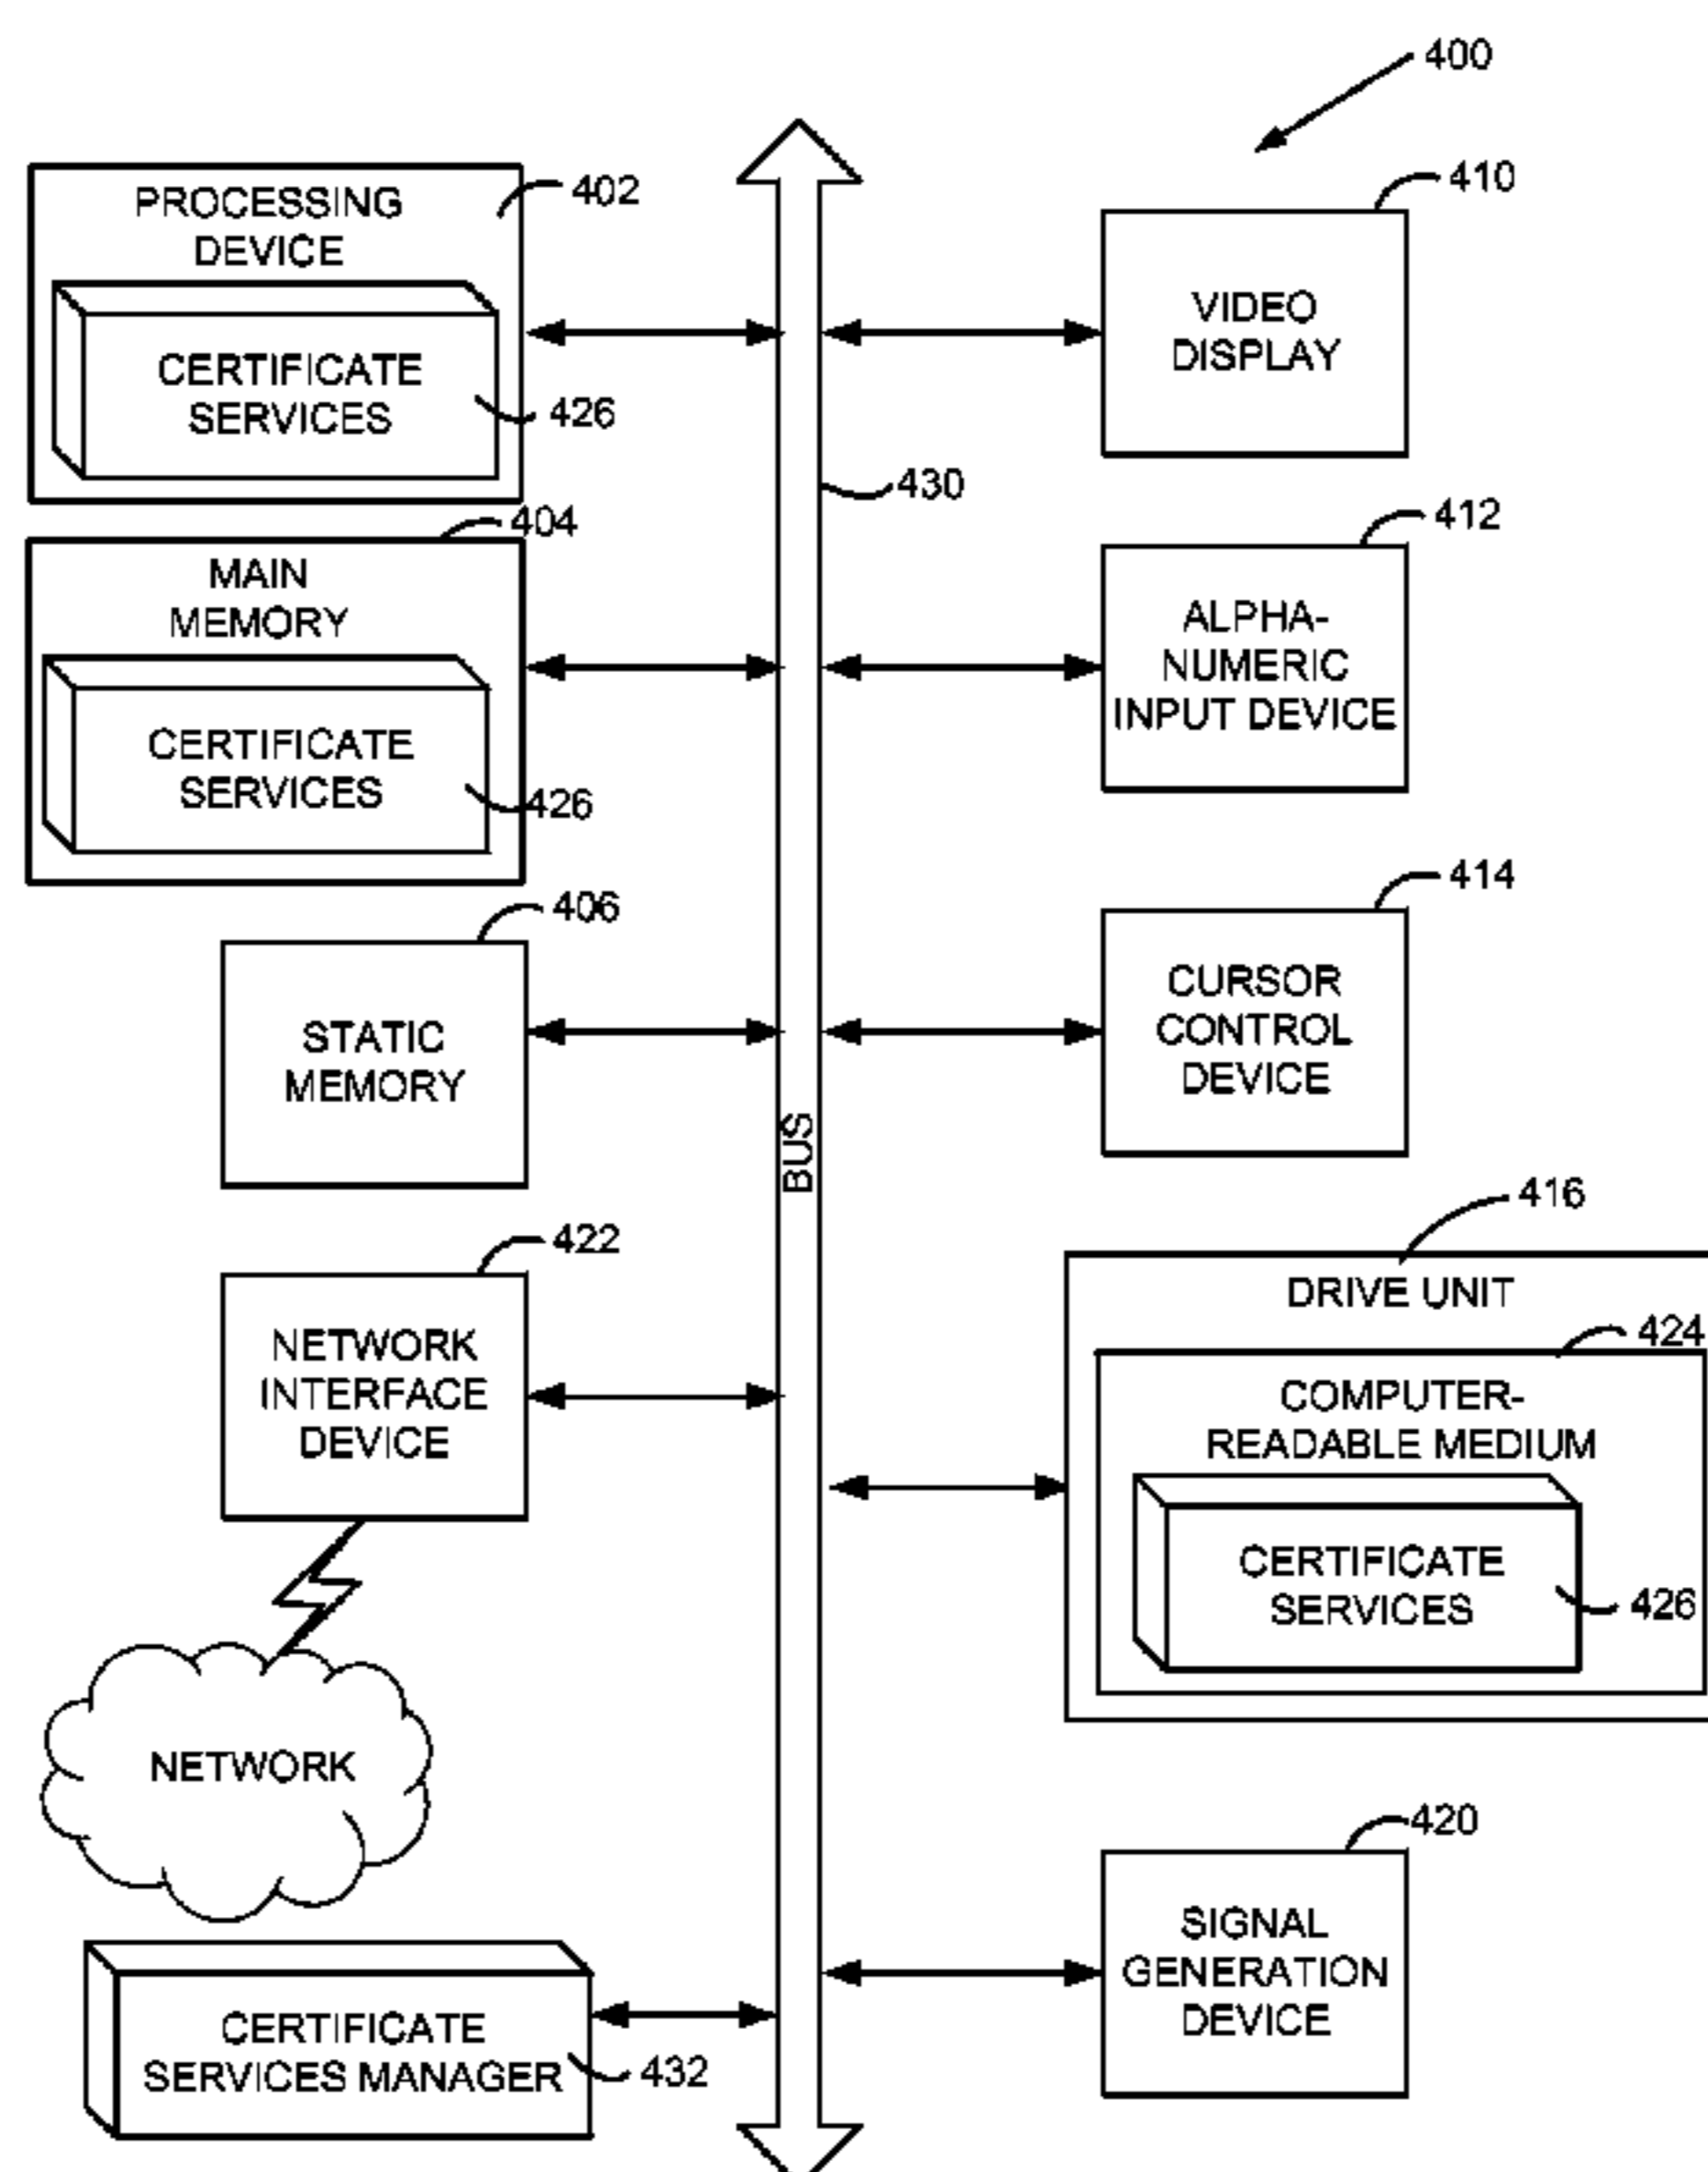 400
PROCESSING
DEVICE
402
CERTIFICATE
SERVICES
426
404
MAIN
MEMORY
CERTIFICATE
SERVICES
426
406
STATIC
MEMORY
422
NETWORK
INTERFACE
DEVICE
NETWORK
CERTIFICATE
SERVICES MANAGER
432
430
BUS
410
VIDEO
DISPLAY
412
ALPHA-
NUMERIC
INPUT DEVICE
414
CURSOR
CONTROL
DEVICE
416
DRIVE UNIT
424
COMPUTER-
READABLE MEDIUM
CERTIFICATE
SERVICES
426
420
SIGNAL
GENERATION
DEVICE